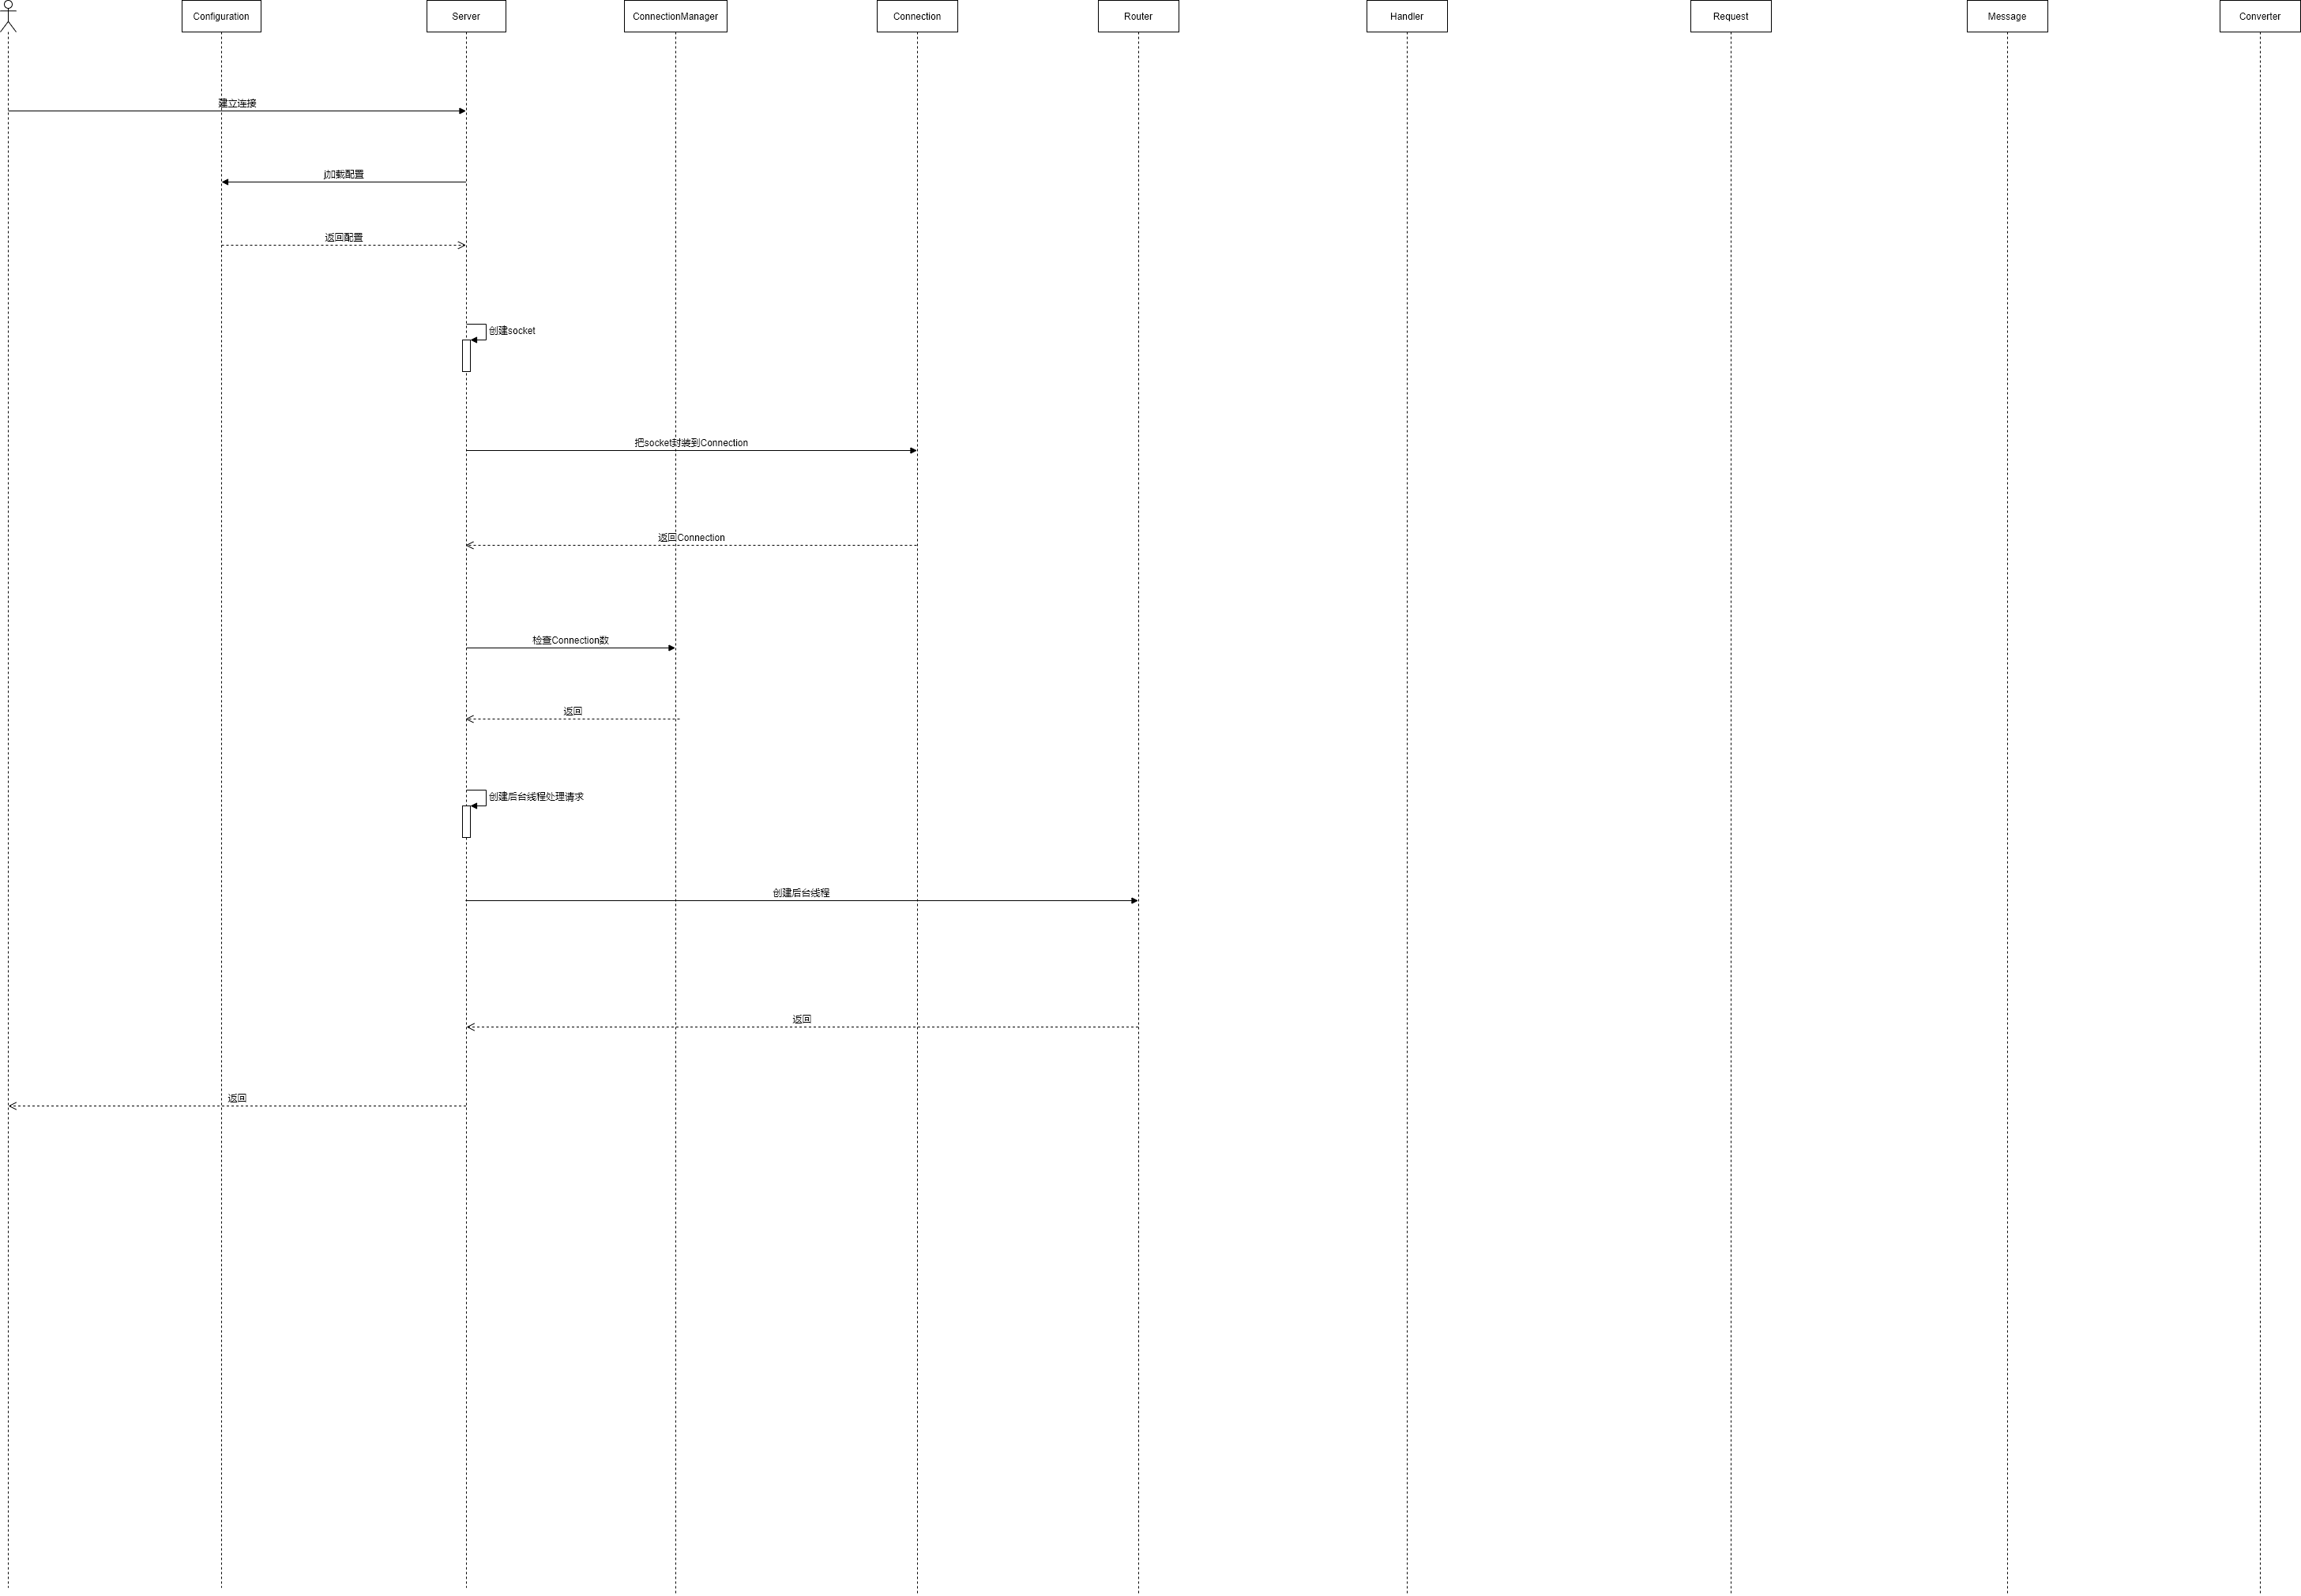 Configuration
Server
ConnectionManager
Connection
Router
Handler
Request
Message
Converter
建立连接
j加载配置
返回配置
创建socket
把socket封装到Connection
返回Connection
检查Connection数
返回
创建后台线程处理请求
创建后台线程
返回
返回